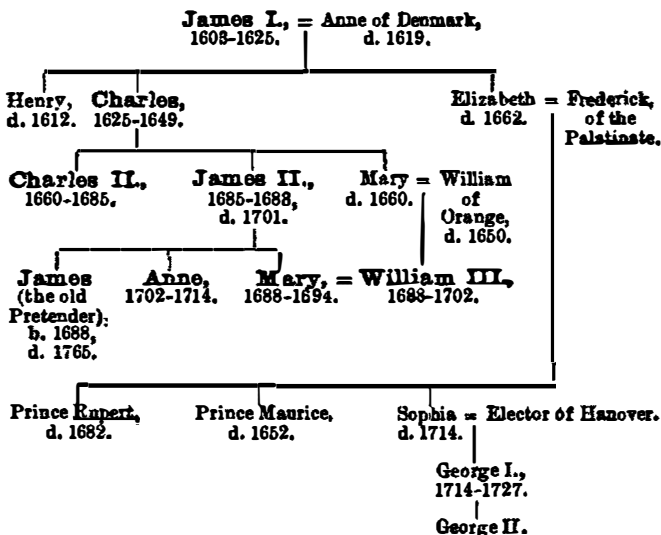 James I., = Anne of Denmark,
1603-1625. d. 1619.
Henry, Charles, Elizabeth = Frederick,
d. 1612. 1625-1649. d. 1662. of the
Palatinate.
Charles II., James II., Mary = William
1660-1685. 1685-1688, d. 1660. of
d. 1701. Orange,
d. 1650.
James Anne, Mary, = William III.,
(the old 1702-1714. 1688-1694. 1688-1702.
Pretender),
b. 1688,
d. 1765.
Prince Rupert, Prince Maurice, Sophia = Elector of Hanover.
d. 1682. d. 1652. d. 1714.
George I.,
1714-1727.
George II.